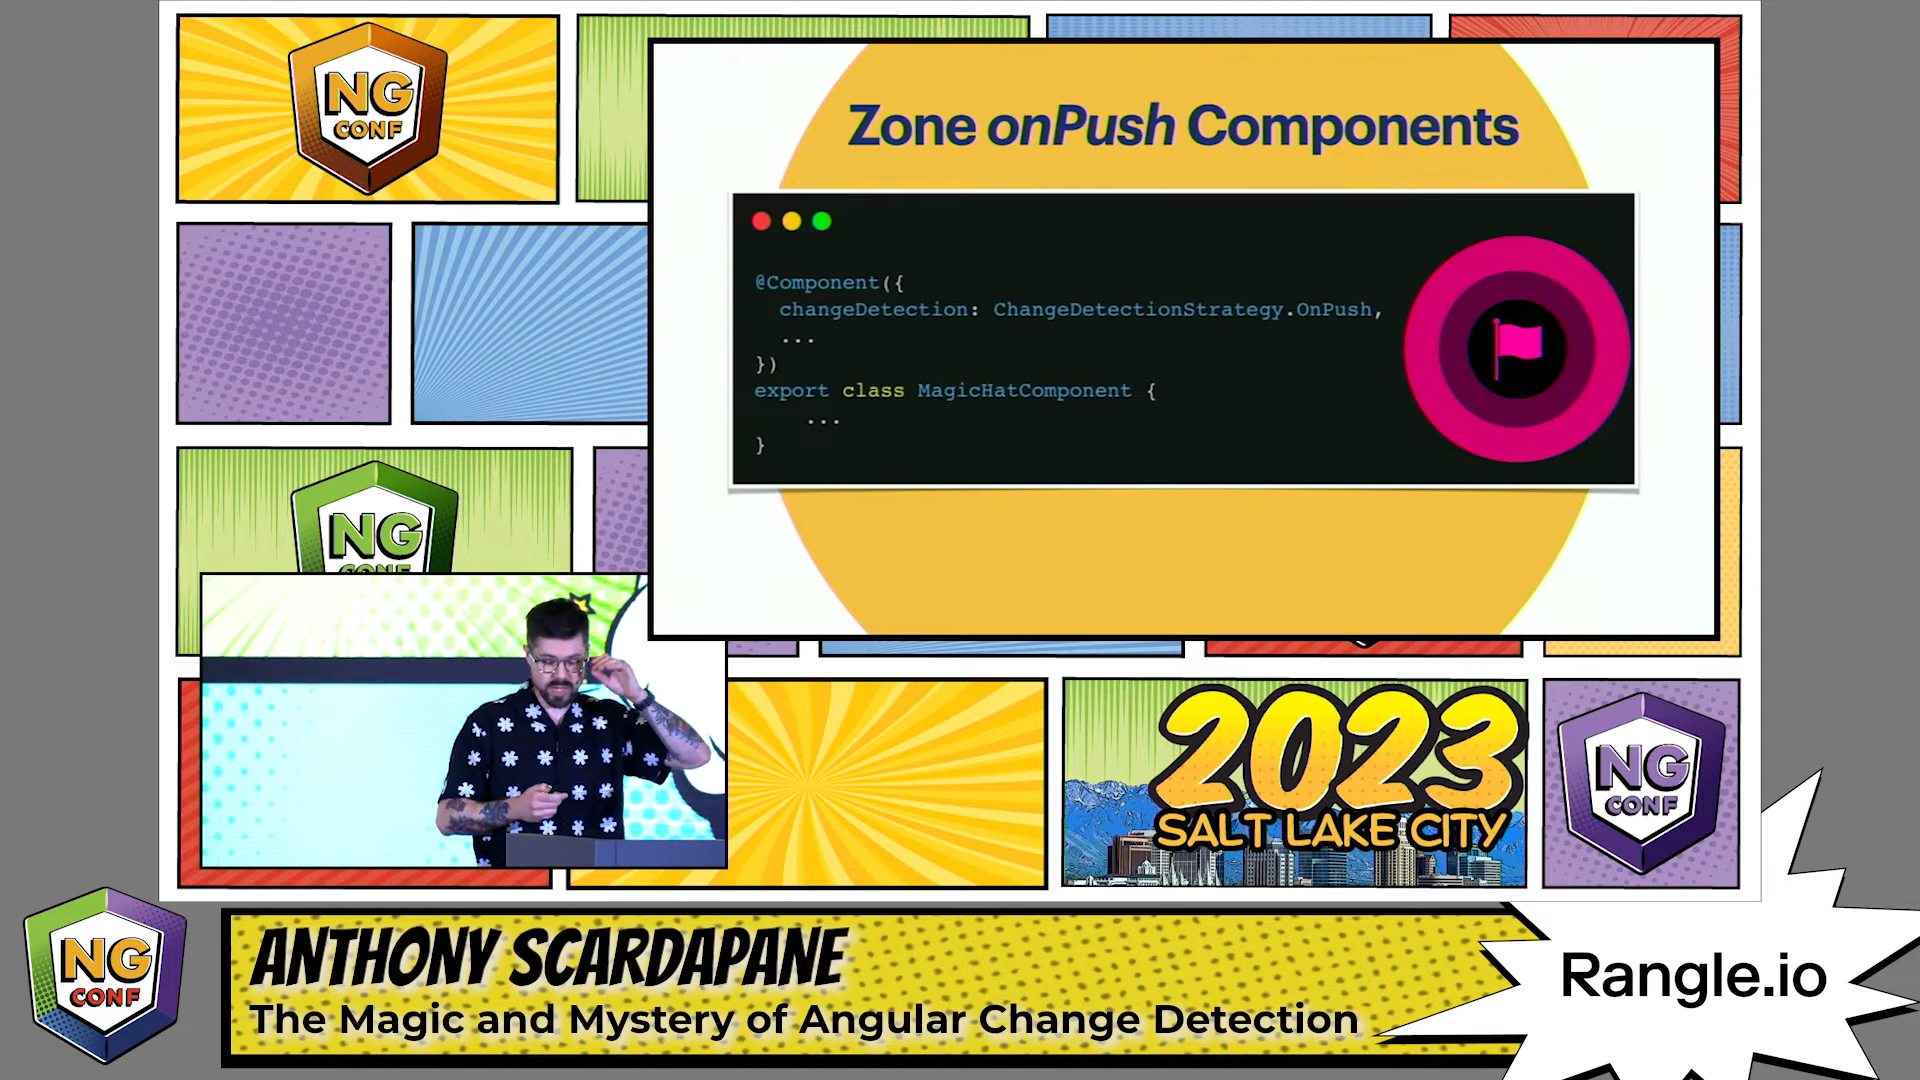 NG
CONF
Zone onPush Components
@Component({
changeDetection: ChangeDetectionStrategy.OnPush,
...
})
export class MagicHatComponent {
...
}
NG
CONF
2023
SALT LAKE CITY
NG
CONF
NG
CONF
ANTHONY SCARDAPANE
The Magic and Mystery of Angular Change Detection
Rangle.io